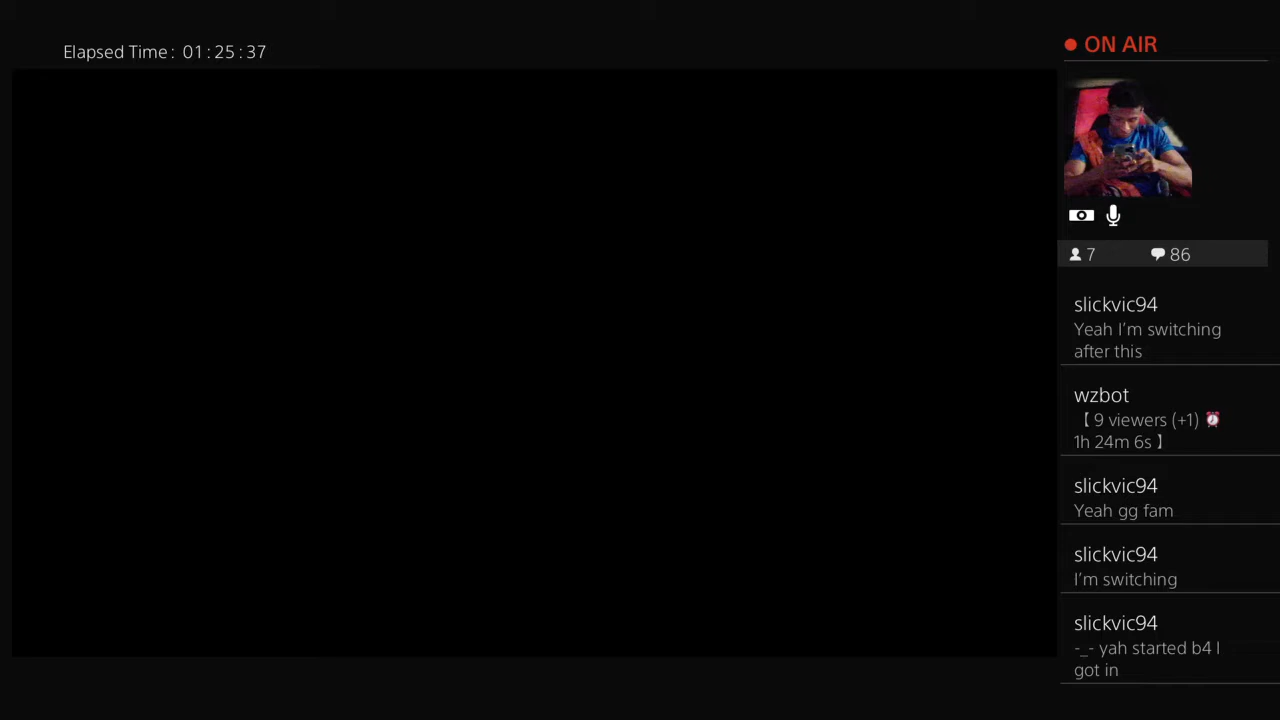 Elapsed Time: 01:25:37
ON AIR
7 86
slickvic94
Yeah I'm switching
after this
wzbot
【9 viewers (+1) ⏰
1h 24m 6s】
slickvic94
Yeah gg fam
slickvic94
I'm switching
slickvic94
-_- yah started b4 I
got in